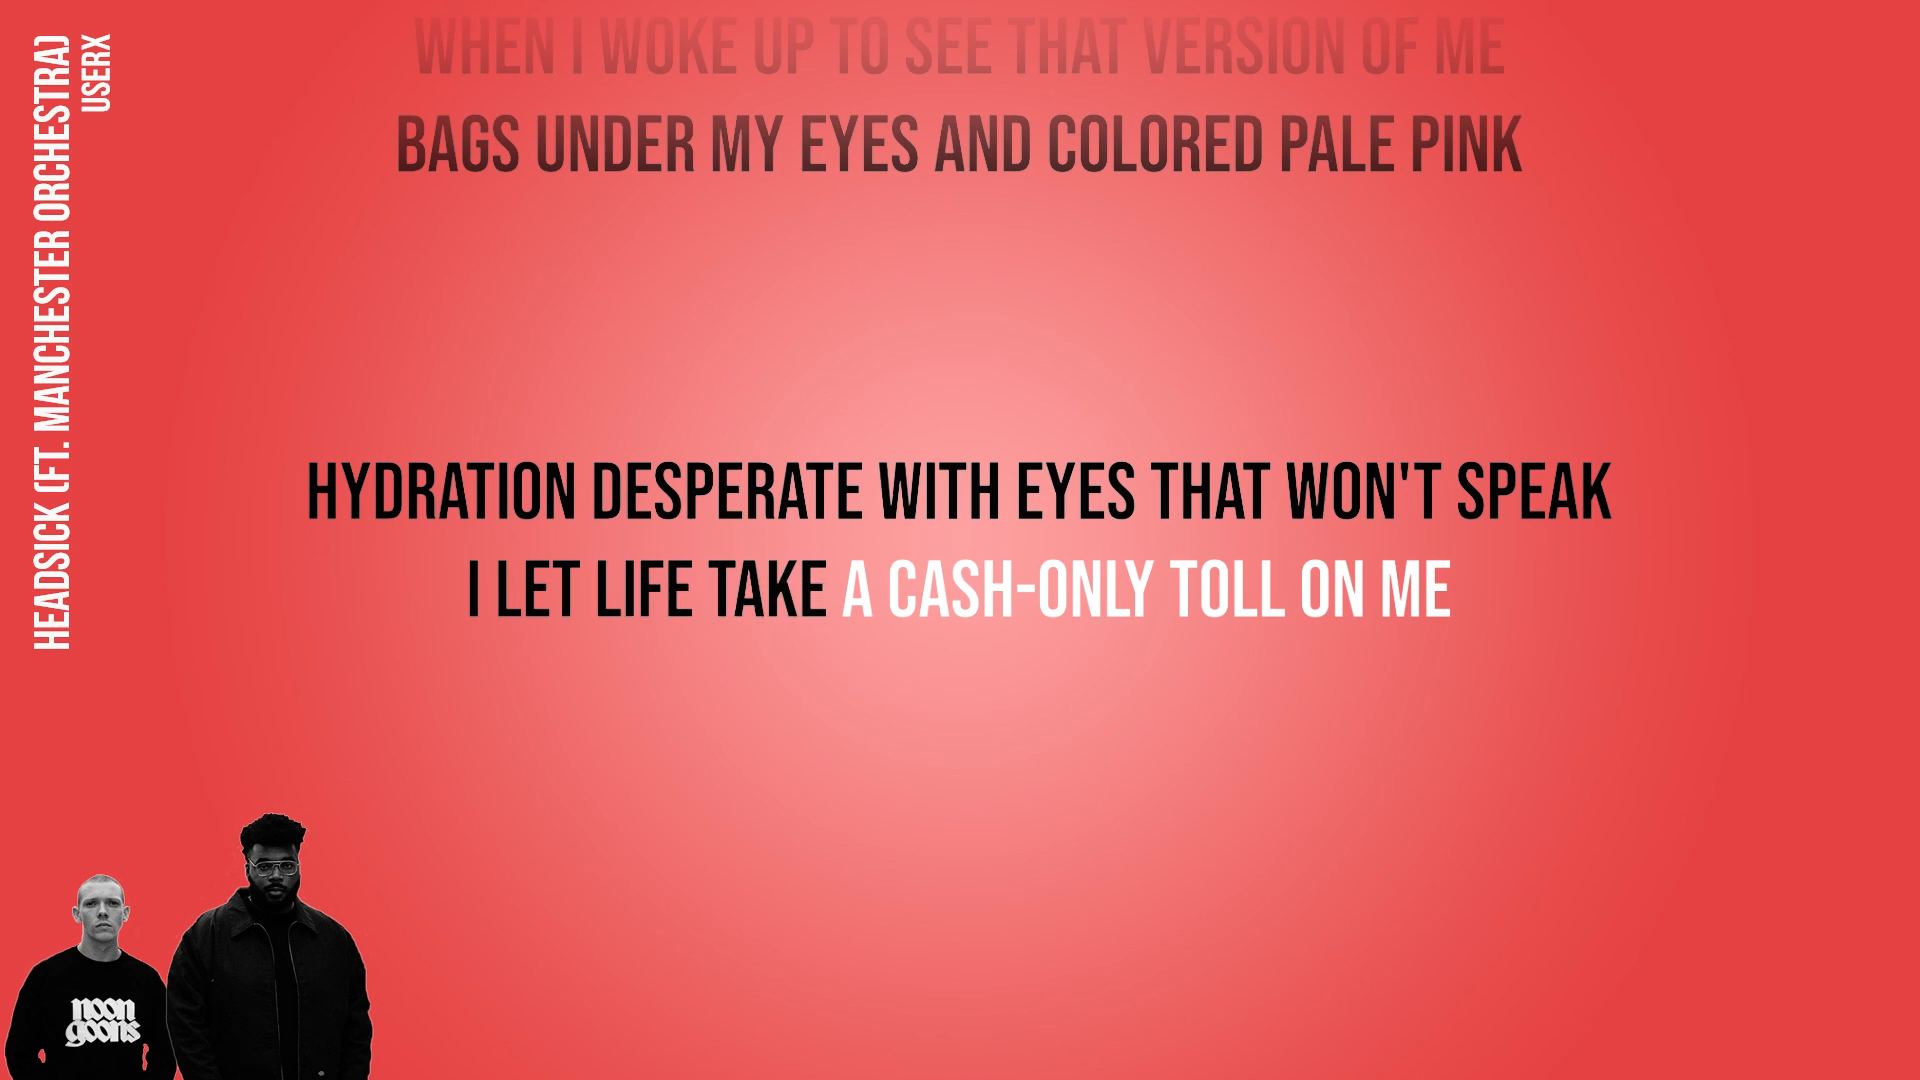 HEADSICK (FT. MANCHESTER ORCHESTRA)
USERX
WHEN I WOKE UP TO SEE THAT VERSION OF ME
BAGS UNDER MY EYES AND COLORED PALE PINK
HYDRATION DESPERATE WITH EYES THAT WON'T SPEAK
I LET LIFE TAKE A CASH-ONLY TOLL ON ME
noon
goons